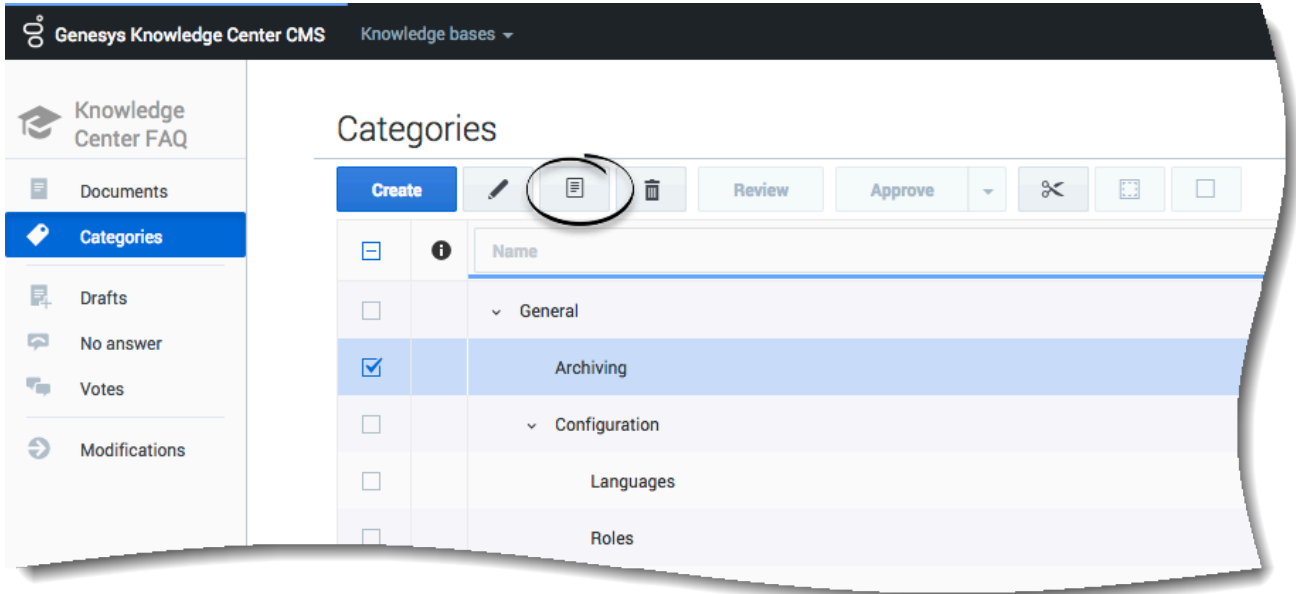 Genesys Knowledge Center CMS Knowledge bases
Knowledge
Center FAQ
Documents
Categories
Drafts
No answer
Votes
Modifications
Categories
Create Review Approve
Name
General
Archiving
Configuration
Languages
Roles